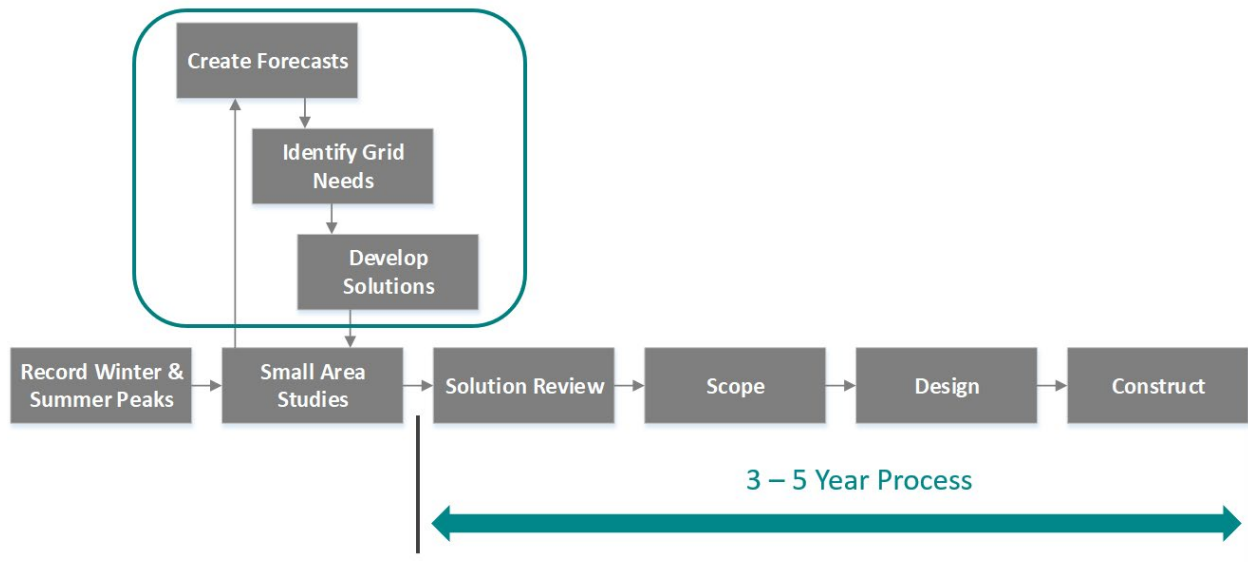 Create Forecasts
Identify Grid
Needs
Develop
Solutions
Record Winter &
Summer Peaks
Small Area
Studies
Solution Review
Scope
Design
Construct
3 – 5 Year Process